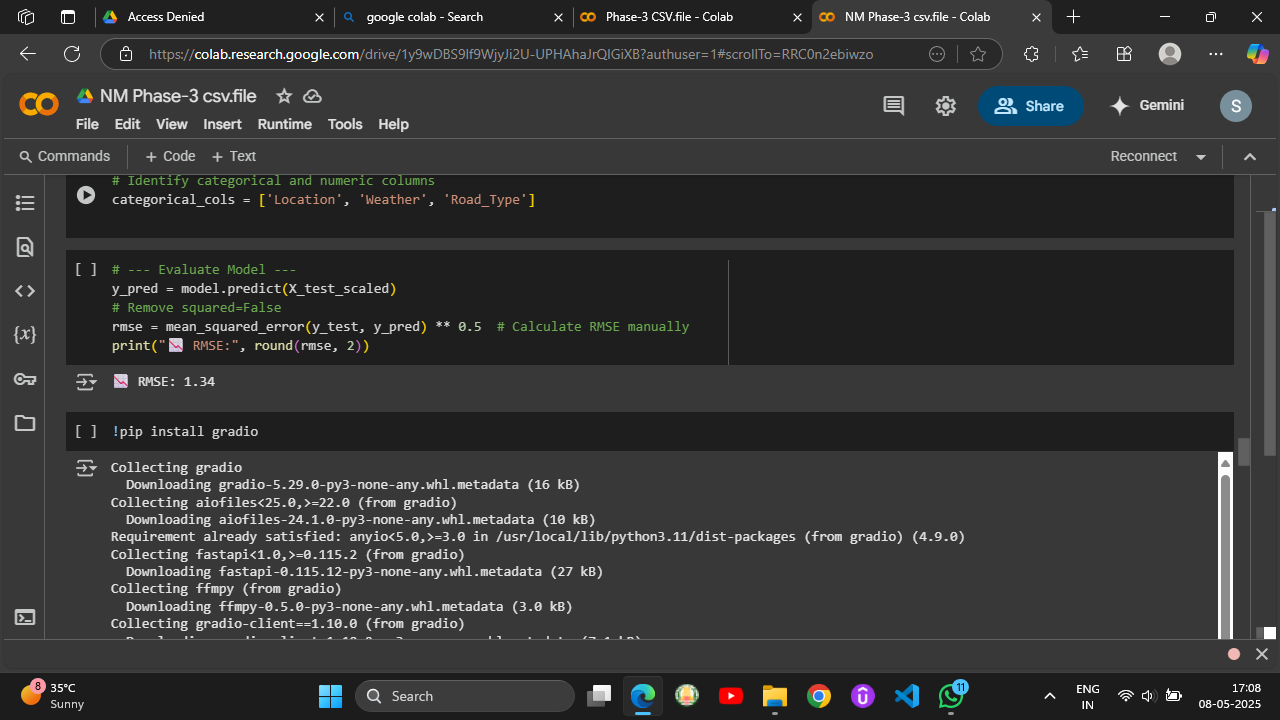 Access Denied
google colab - Search
Phase-3 CSV.file - Colab
NM Phase-3 csv.file - Colab
https://colab.research.google.com/drive/1y9wDBS9lf9WjyJi2U-UPHAhaJrQlGiXB?authuser=1#scrollTo=RRC0n2ebiwzo
NM Phase-3 csv.file
File Edit View Insert Runtime Tools Help
Share
Gemini
S
Commands + Code + Text
Reconnect
# Identify categorical and numeric columns
categorical_cols = ['Location', 'Weather', 'Road_Type']
[ ] # --- Evaluate Model ---
y_pred = model.predict(X_test_scaled)
# Remove squared=False
rmse = mean_squared_error(y_test, y_pred) ** 0.5  # Calculate RMSE manually
print("📉 RMSE:", round(rmse, 2))
📉 RMSE: 1.34
[ ] !pip install gradio
Collecting gradio
Downloading gradio-5.29.0-py3-none-any.whl.metadata (16 kB)
Collecting aiofiles<25.0,>=22.0 (from gradio)
Downloading aiofiles-24.1.0-py3-none-any.whl.metadata (10 kB)
Requirement already satisfied: anyio<5.0,>=3.0 in /usr/local/lib/python3.11/dist-packages (from gradio) (4.9.0)
Collecting fastapi<1.0,>=0.115.2 (from gradio)
Downloading fastapi-0.115.12-py3-none-any.whl.metadata (27 kB)
Collecting ffmpy (from gradio)
Downloading ffmpy-0.5.0-py3-none-any.whl.metadata (3.0 kB)
Collecting gradio-client==1.10.0 (from gradio)
8
35°C
Sunny
Search
11
ENG
IN
17:08
08-05-2025